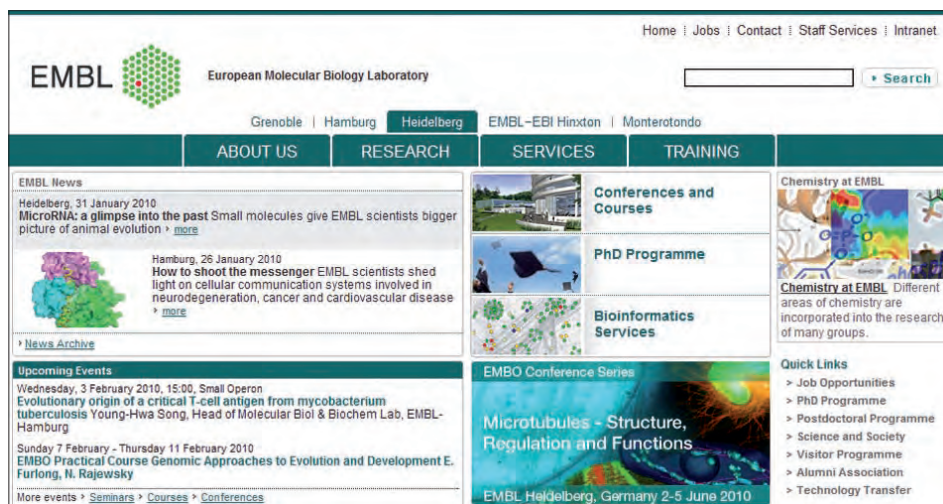 Home | Jobs | Contact | Staff Services | Intranet
EMBL
European Molecular Biology Laboratory
Search
Grenoble | Hamburg Heidelberg EMBL-EBI Hinxton | Monterotondo
ABOUT US RESEARCH SERVICES TRAINING
EMBL News
Heidelberg, 31 January 2010
MicroRNA: a glimpse into the past Small molecules give EMBL scientists bigger
picture of animal evolution › more
Hamburg, 26 January 2010
How to shoot the messenger EMBL scientists shed
light on cellular communication systems involved in
neurodegeneration, cancer and cardiovascular disease
› more
› News Archive
Conferences and
Courses
PhD Programme
Bioinformatics
Services
Chemistry at EMBL
Chemistry at EMBL Different
areas of chemistry are
incorporated into the research
of many groups.
Upcoming Events
Wednesday, 3 February 2010, 15:00, Small Operon
Evolutionary origin of a critical T-cell antigen from mycobacterium
tuberculosis Young-Hwa Song, Head of Molecular Biol & Biochem Lab, EMBL-
Hamburg
Sunday 7 February - Thursday 11 February 2010
EMBO Practical Course Genomic Approaches to Evolution and Development E.
Furlong, N. Rajewsky
More events › Seminars › Courses › Conferences
EMBO Conference Series
Microtubules - Structure,
Regulation and Functions
EMBL Heidelberg, Germany 2-5 June 2010
Quick Links
> Job Opportunities
> PhD Programme
> Postdoctoral Programme
> Science and Society
> Visitor Programme
> Alumni Association
> Technology Transfer